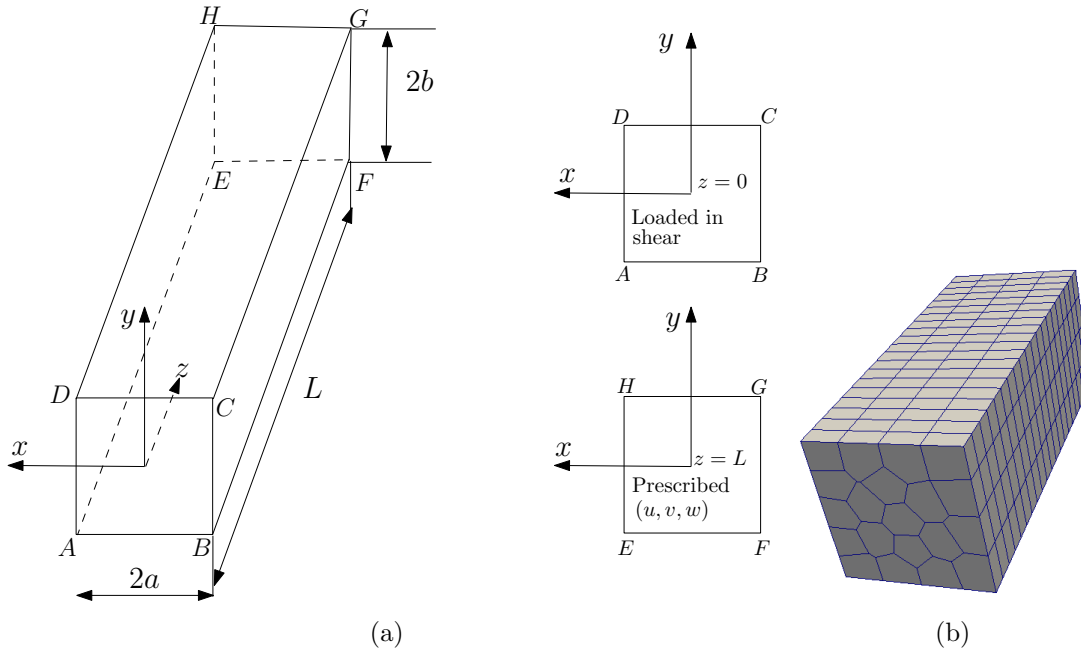 H
G
2b
E
F
y
z
D
C
L
x
A
B
2a
(a)
y
D
C
x
z = 0
Loaded in
shear
A
B
y
H
G
x
z = L
Prescribed
(u, v, w)
E
F
(b)